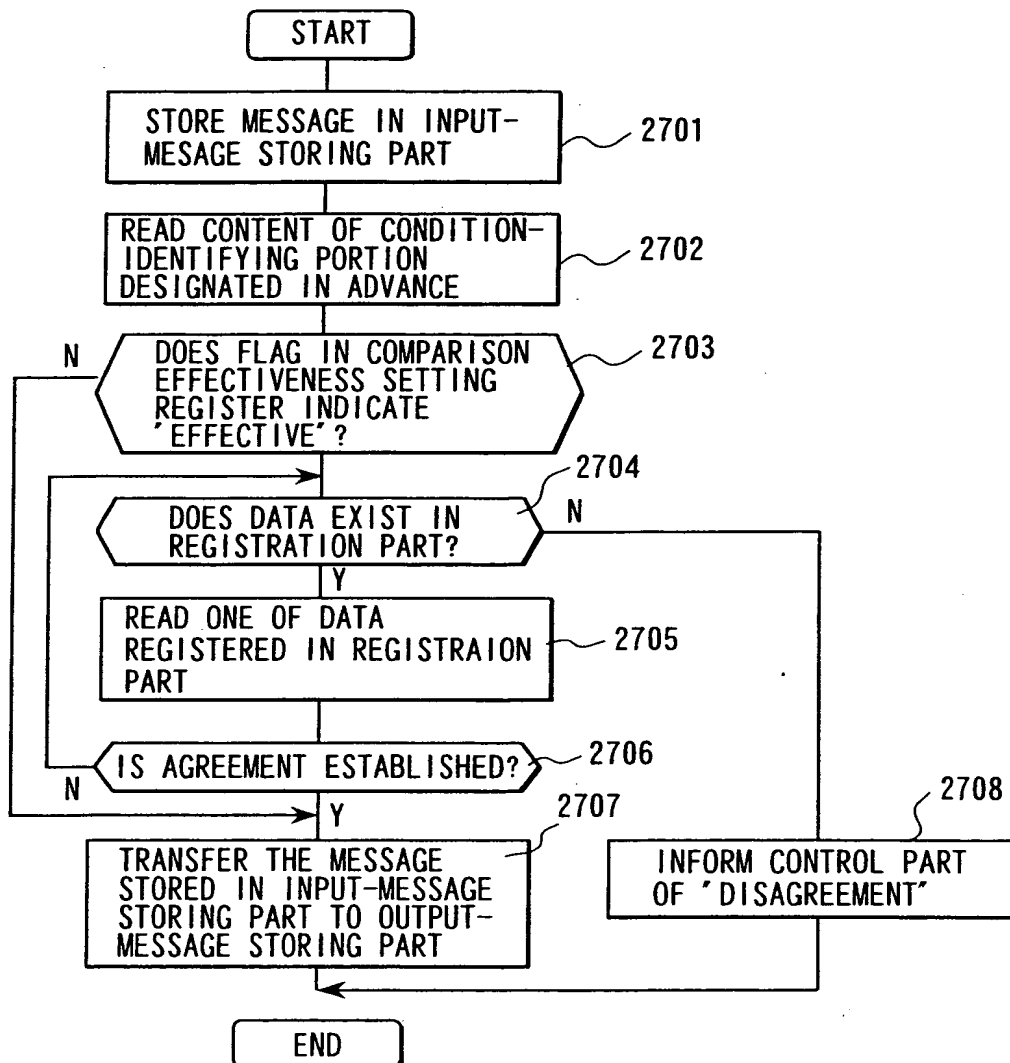 START
STORE MESSAGE IN INPUT-
MESAGE STORING PART
2701
READ CONTENT OF CONDITION-
IDENTIFYING PORTION
DESIGNATED IN ADVANCE
2702
N
DOES FLAG IN COMPARISON
EFFECTIVENESS SETTING
REGISTER INDICATE
'EFFECTIVE'?
2703
2704
DOES DATA EXIST IN
REGISTRATION PART?
N
Y
READ ONE OF DATA
REGISTERED IN REGISTRAION
PART
2705
IS AGREEMENT ESTABLISHED?
2706
N
Y
2707
TRANSFER THE MESSAGE
STORED IN INPUT-MESSAGE
STORING PART TO OUTPUT-
MESSAGE STORING PART
2708
INFORM CONTROL PART
OF 'DISAGREEMENT"
END